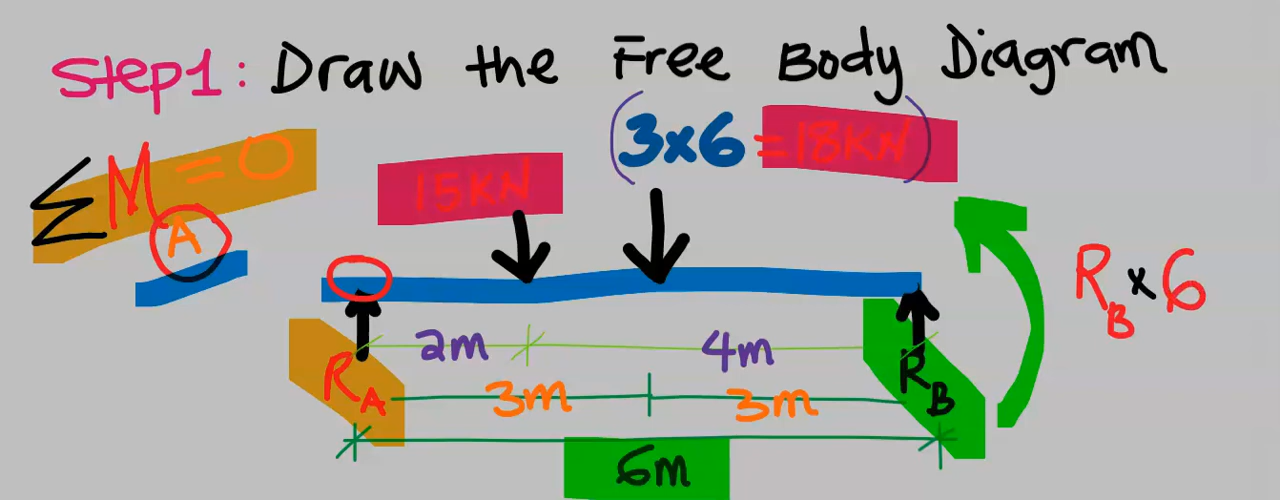 Step1: Draw the Free Body Diagram
(3x6 = 18KN)
ΣM_A = 0
15KN
R_B x 6
2m 4m
R_A 3m 3m R_B
6m